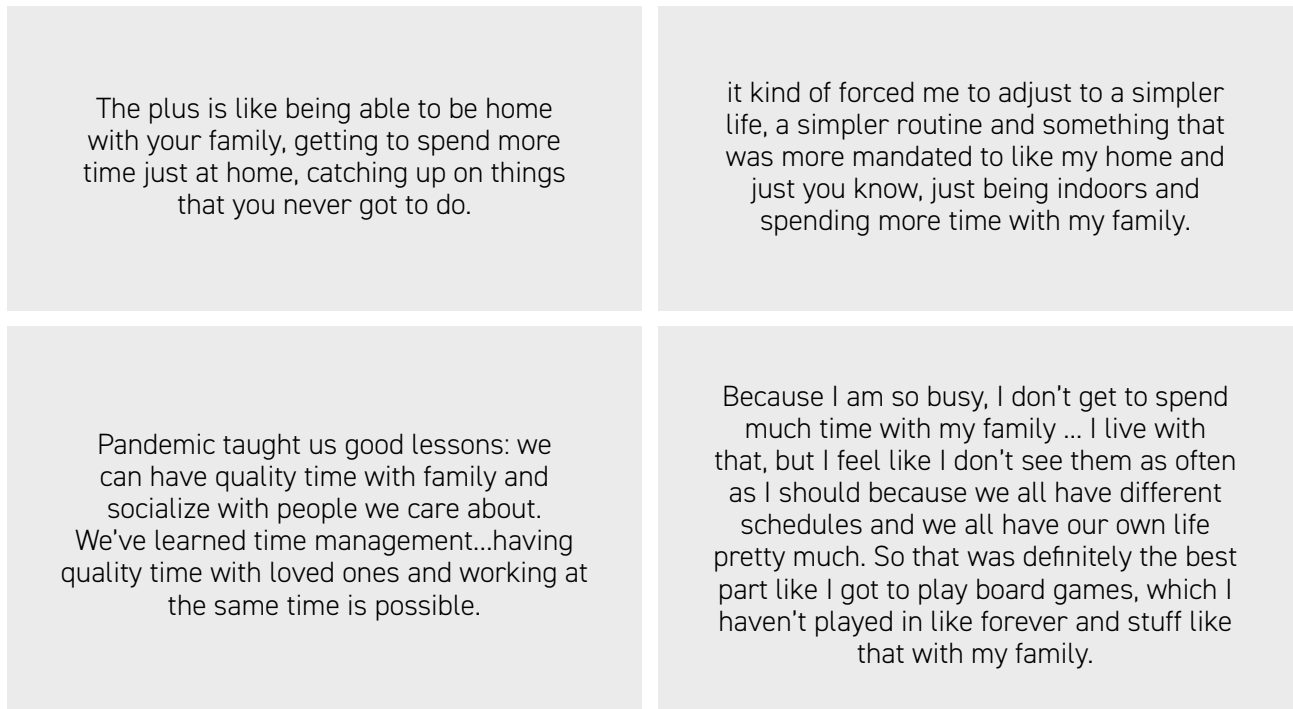 The plus is like being able to be home
with your family, getting to spend more
time just at home, catching up on things
that you never got to do.
it kind of forced me to adjust to a simpler
life, a simpler routine and something that
was more mandated to like my home and
just you know, just being indoors and
spending more time with my family.
Pandemic taught us good lessons: we
can have quality time with family and
socialize with people we care about.
We’ve learned time management...having
quality time with loved ones and working at
the same time is possible.
Because I am so busy, I don’t get to spend
much time with my family ... I live with
that, but I feel like I don’t see them as often
as I should because we all have different
schedules and we all have our own life
pretty much. So that was definitely the best
part like I got to play board games, which I
haven’t played in like forever and stuff like
that with my family.